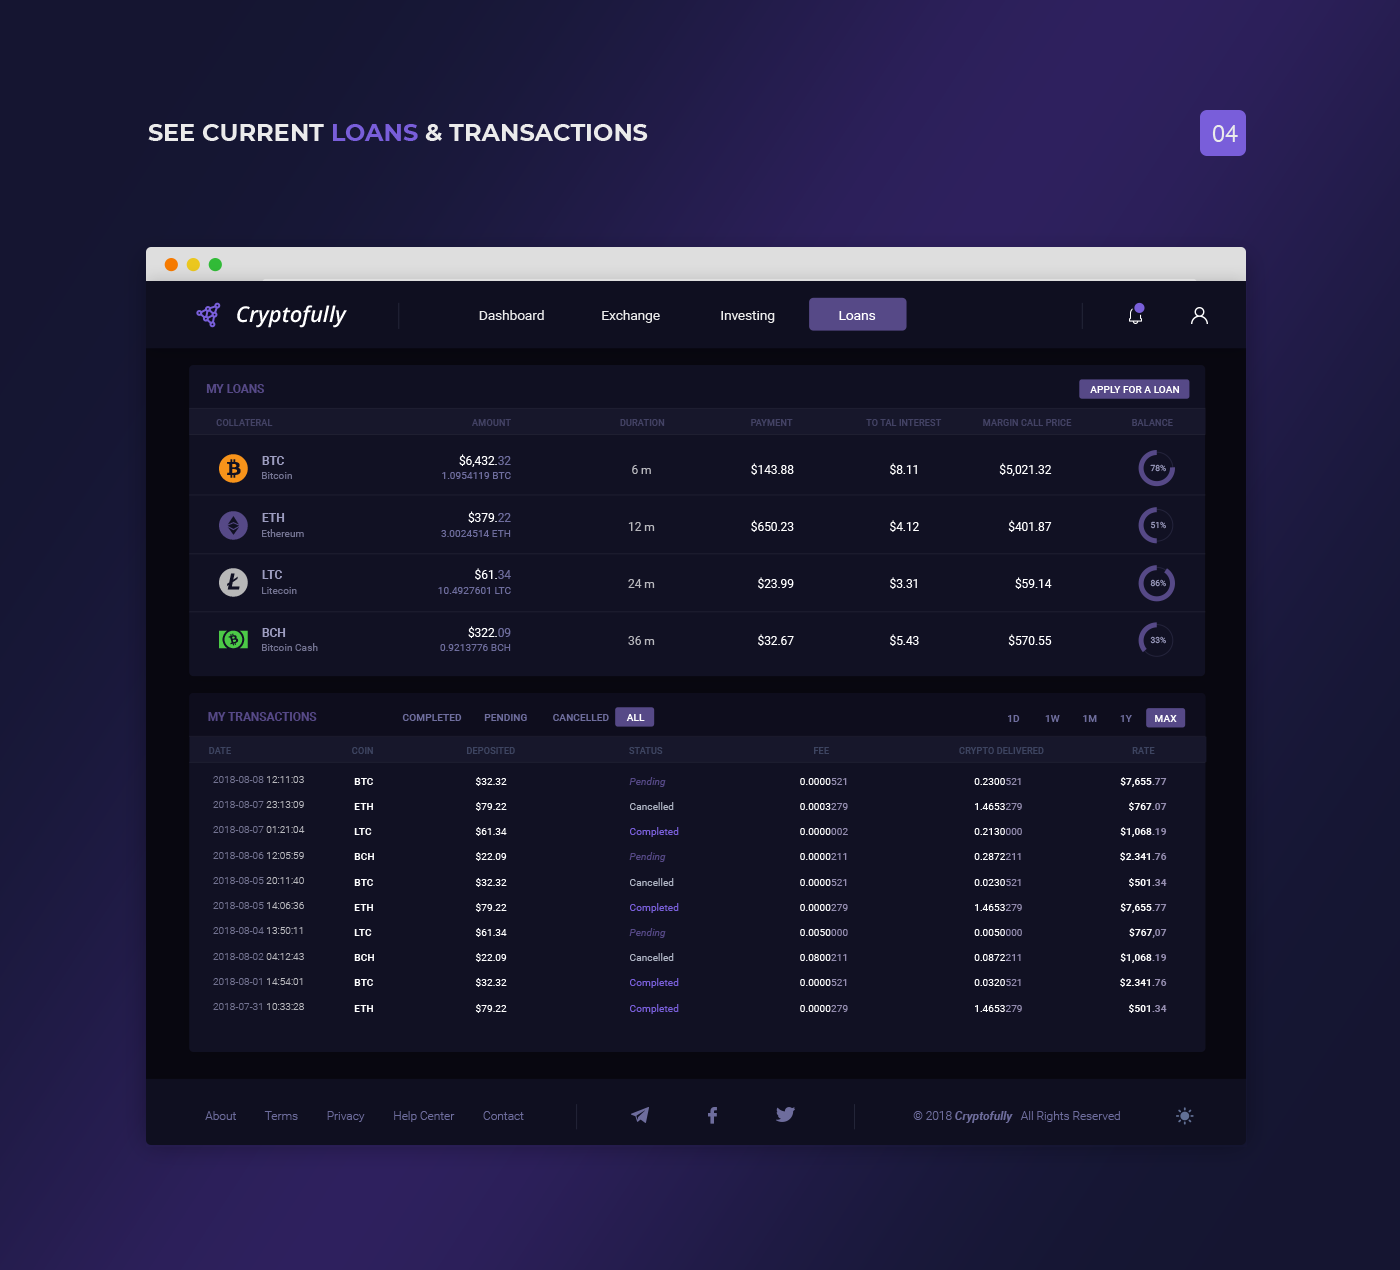 SEE CURRENT LOANS & TRANSACTIONS 04
Cryptofully Dashboard Exchange Investing Loans
MY LOANS APPLY FOR A LOAN
COLLATERAL AMOUNT DURATION PAYMENT TO TAL INTEREST MARGIN CALL PRICE BALANCE
BTC $6,432.32
Bitcoin 1.0954119 BTC 6 m $143.88 $8.11 $5,021.32 78%
ETH $379.22
Ethereum 3.0024514 ETH 12 m $650.23 $4.12 $401.87 51%
LTC $61.34
Litecoin 10.4927601 LTC 24 m $23.99 $3.31 $59.14 86%
BCH $322.09
Bitcoin Cash 0.9213776 BCH 36 m $32.67 $5.43 $570.55 33%
MY TRANSACTIONS COMPLETED PENDING CANCELLED ALL 1D 1W 1M 1Y MAX
DATE COIN DEPOSITED STATUS FEE CRYPTO DELIVERED RATE
2018-08-08 12:11:03 BTC $32.32 Pending 0.0000521 0.2300521 $7,655.77
2018-08-07 23:13:09 ETH $79.22 Cancelled 0.0003279 1.4653279 $767.07
2018-08-07 01:21:04 LTC $61.34 Completed 0.0000002 0.2130000 $1,068.19
2018-08-06 12:05:59 BCH $22.09 Pending 0.0000211 0.2872211 $2.341.76
2018-08-05 20:11:40 BTC $32.32 Cancelled 0.0000521 0.0230521 $501.34
2018-08-05 14:06:36 ETH $79.22 Completed 0.0000279 1.4653279 $7,655.77
2018-08-04 13:50:11 LTC $61.34 Pending 0.0050000 0.0050000 $767,07
2018-08-02 04:12:43 BCH $22.09 Cancelled 0.0800211 0.0872211 $1,068.19
2018-08-01 14:54:01 BTC $32.32 Completed 0.0000521 0.0320521 $2.341.76
2018-07-31 10:33:28 ETH $79.22 Completed 0.0000279 1.4653279 $501.34
About Terms Privacy Help Center Contact © 2018 Cryptofully All Rights Reserved